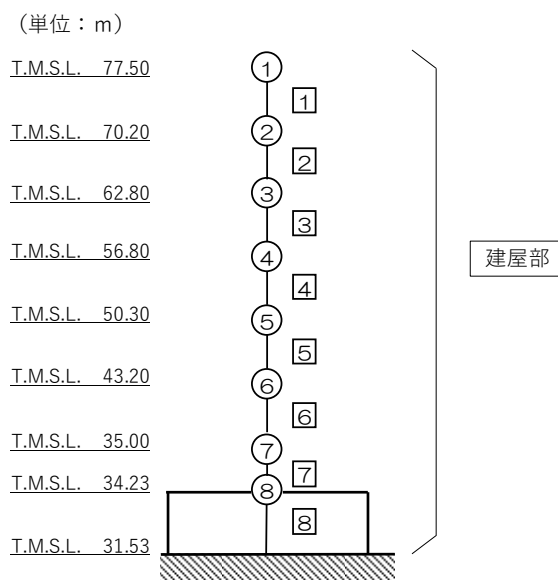 （単位：m）
T.M.S.L. 77.50
①
1
T.M.S.L. 70.20
②
2
T.M.S.L. 62.80
③
3
T.M.S.L. 56.80
④
建屋部
4
T.M.S.L. 50.30
⑤
5
T.M.S.L. 43.20
⑥
6
T.M.S.L. 35.00
⑦
7
T.M.S.L. 34.23
⑧
8
T.M.S.L. 31.53